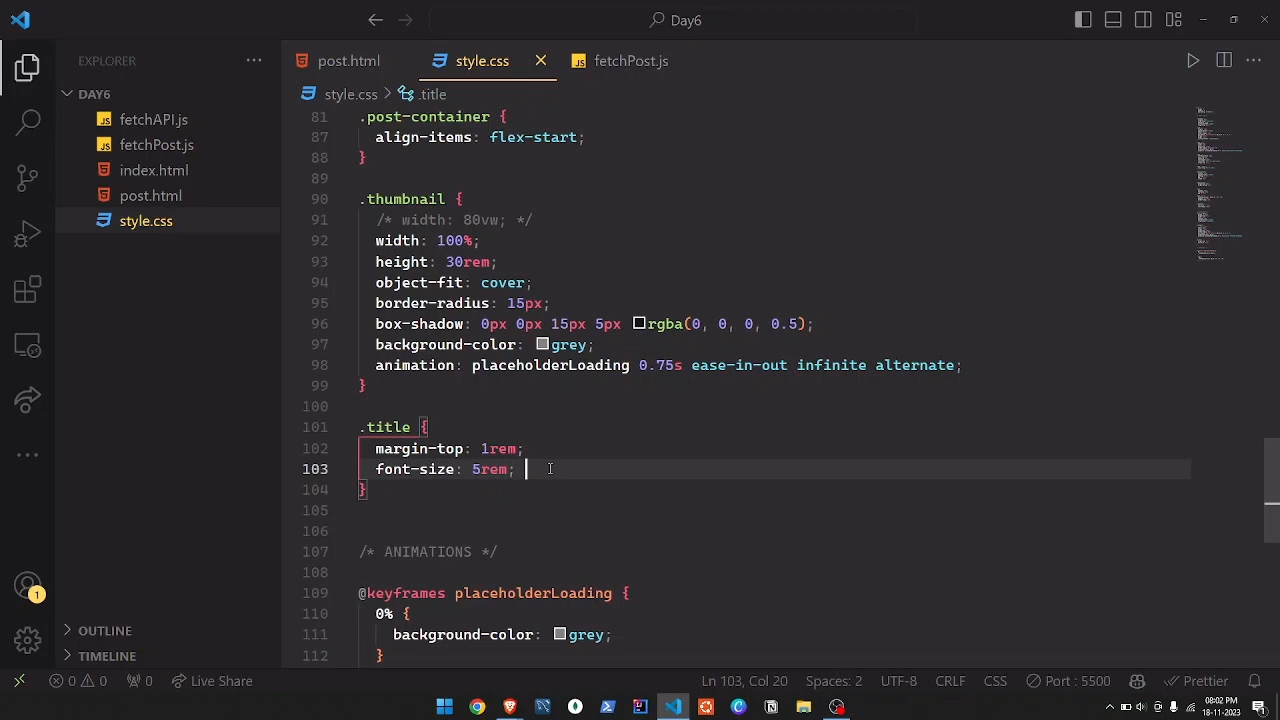 Day6
EXPLORER
DAY6
fetchAPI.js
fetchPost.js
index.html
post.html
style.css
OUTLINE
TIMELINE
post.html
style.css
fetchPost.js
style.css > .title
81 .post-container {
87 align-items: flex-start;
88 }
89
90 .thumbnail {
91 /* width: 80vw; */
92 width: 100%;
93 height: 30rem;
94 object-fit: cover;
95 border-radius: 15px;
96 box-shadow: 0px 0px 15px 5px rgba(0, 0, 0, 0.5);
97 background-color: grey;
98 animation: placeholderLoading 0.75s ease-in-out infinite alternate;
99 }
100
101 .title {
102 margin-top: 1rem;
103 font-size: 5rem;
104 }
105
106
107 /* ANIMATIONS */
108
109 @keyframes placeholderLoading {
110 0% {
111 background-color: grey;
112 }
1
0 0 0 Live Share Ln 103, Col 20 Spaces: 2 UTF-8 CRLF CSS Port : 5500 Prettier
08:02 PM
18-11-2023